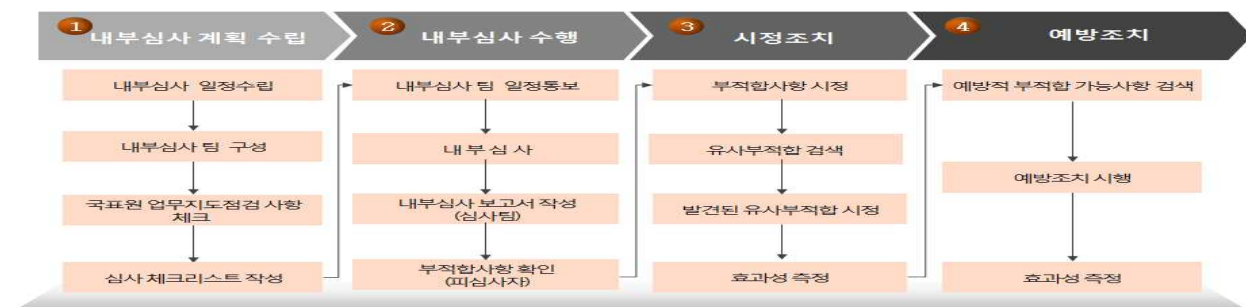 1
내부심사 계획 수립
내부심사 일정수립
내부심사 팀 구성
국표원 업무지도점검 사항
체크
심사 체크리스트 작성
2
내부심사 수행
내부심사 팀 일정통보
내 부 심 사
내부심사 보고서 작성
(심사팀)
부적합사항 확인
(피심사자)
3
시정조치
부적합사항 시정
유사부적합 검색
발견된 유사부적합 시정
효과성 측정
4
예방조치
예방적 부적합 가능사항 검색
예방조치 시행
효과성 측정